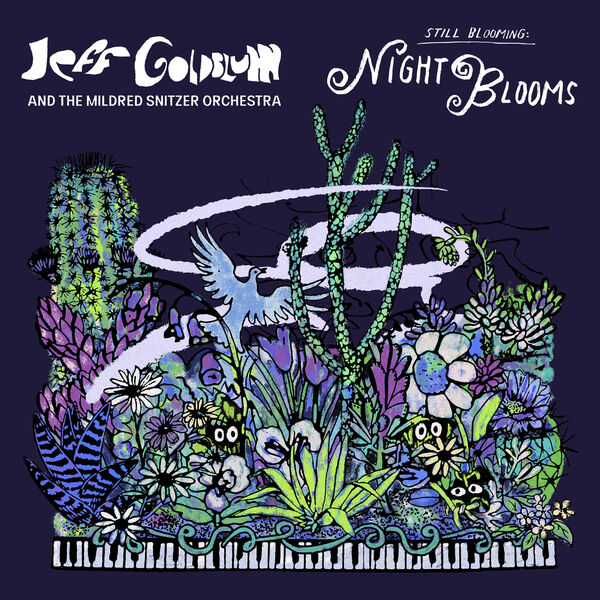 Jeff Goldblum
AND THE MILDRED SNITZER ORCHESTRA
STILL BLOOMING:
NIGHT
BLOOMS